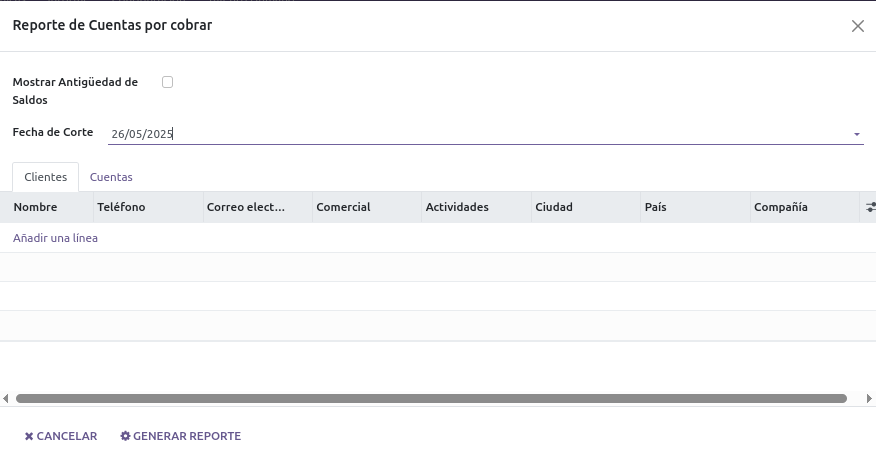 Reporte de Cuentas por cobrar
Mostrar Antigüedad de
Saldos
Fecha de Corte 26/05/2025
Clientes Cuentas
Nombre Teléfono Correo elect... Comercial Actividades Ciudad País Compañía
Añadir una línea
CANCELAR GENERAR REPORTE